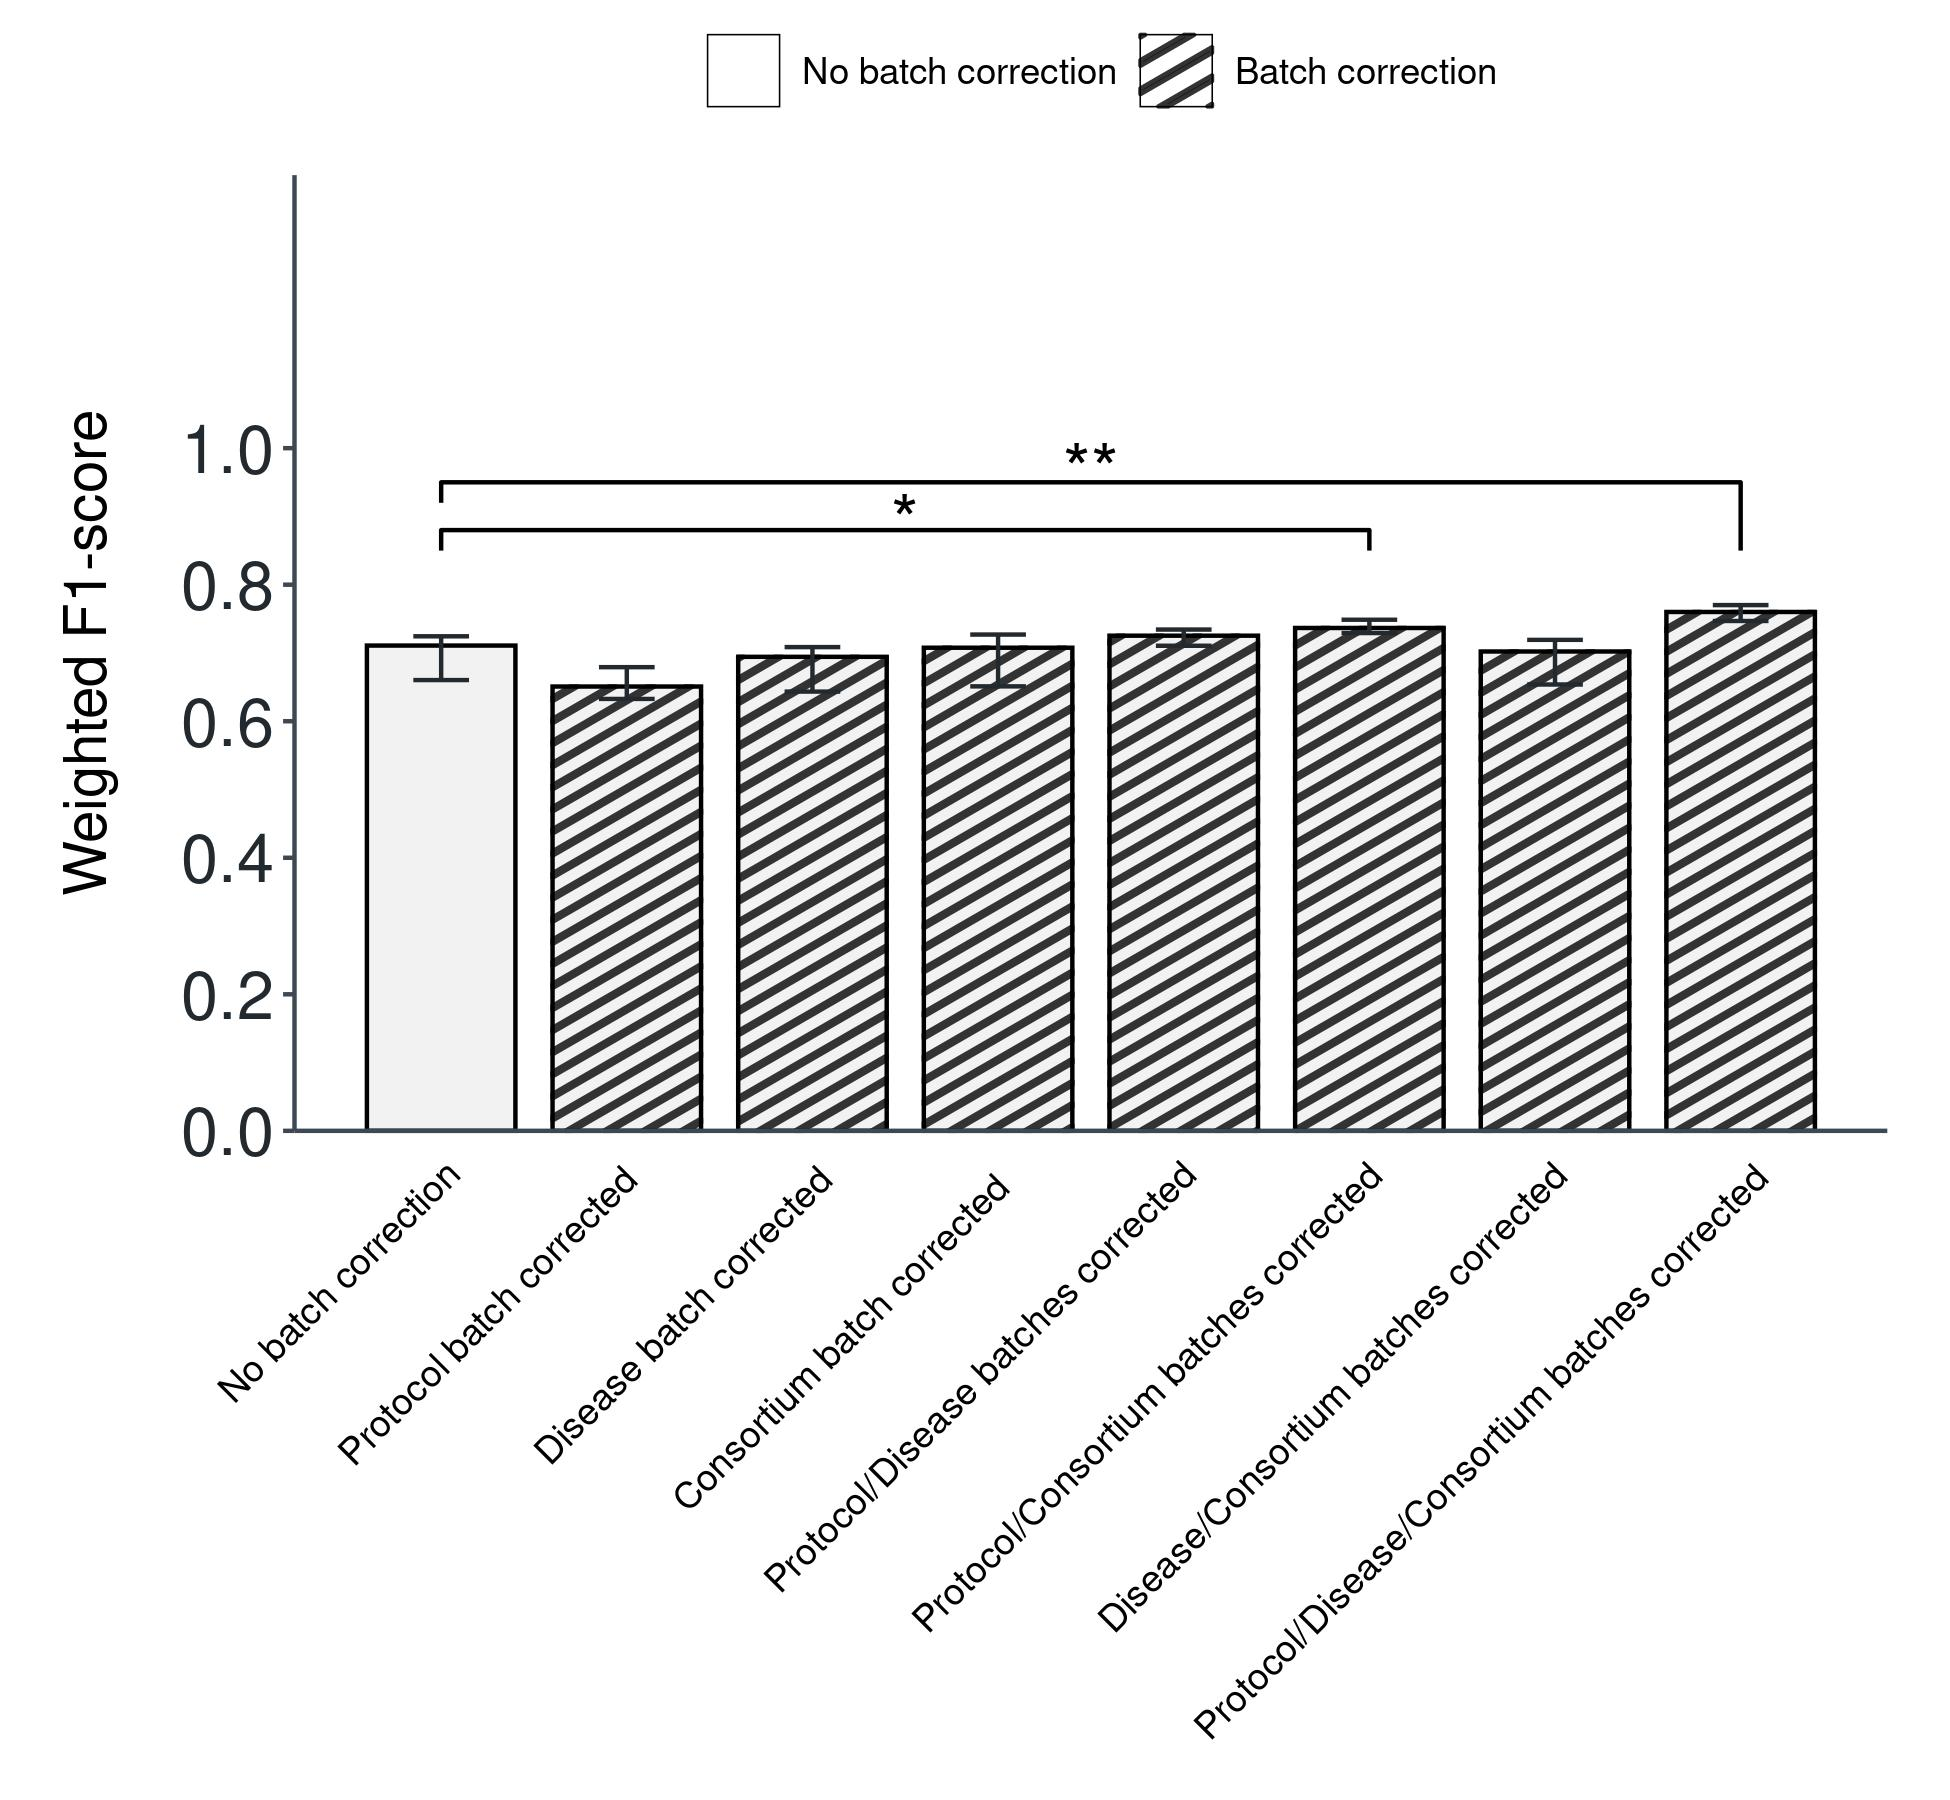 No batch correction
Batch correction
Weighted F1-score
1.0
0.8
0.6
0.4
0.2
0.0
**
*
No batch correction
Protocol batch corrected
Disease batch corrected
Consortium batch corrected
Protocol/Disease batches corrected
Protocol/Consortium batches corrected
Disease/Consortium batches corrected
Protocol/Disease/Consortium batches corrected